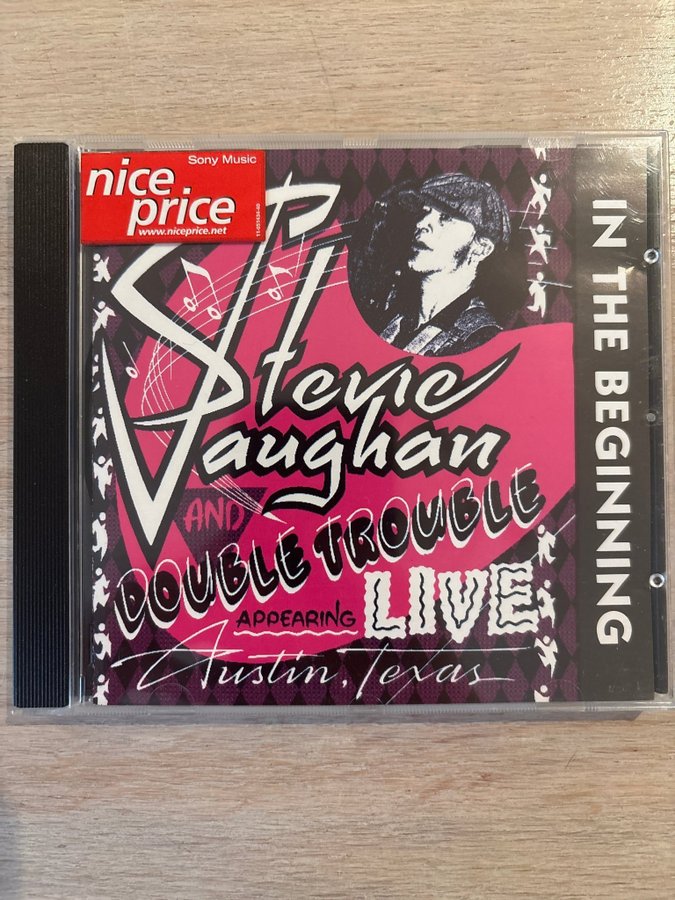 Sony Music
nice
price
www.niceprice.net
Stevie
Vaughan
AND
DOUBLE TROUBLE
APPEARING LIVE
Austin, Texas
IN THE BEGINNING